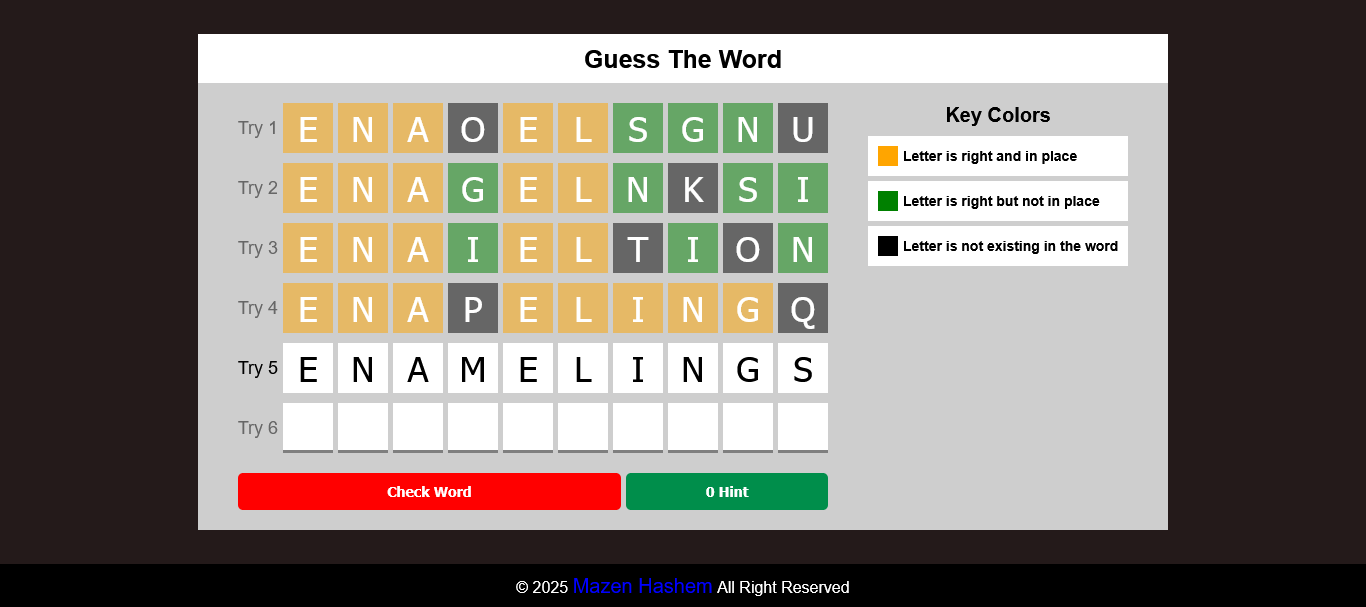 Guess The Word
Try 1 E N A O E L S G N U
Try 2 E N A G E L N K S I
Try 3 E N A I E L T I O N
Try 4 E N A P E L I N G Q
Try 5 E N A M E L I N G S
Try 6
Check Word 0 Hint
Key Colors
Letter is right and in place
Letter is right but not in place
Letter is not existing in the word
© 2025 Mazen Hashem All Right Reserved